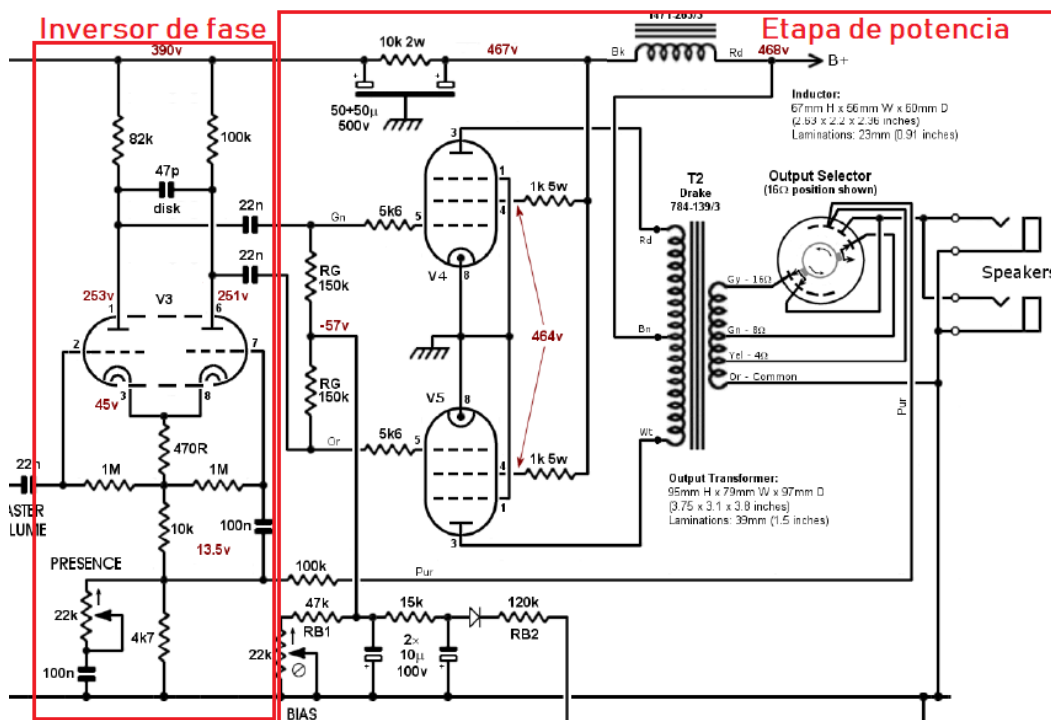 Inversor de fase
Etapa de potencia
1471-263/3
390v
10k 2w
467v
Bk
Rd
468v
B+
50+50µ
500v
Inductor:
67mm H x 56mm W x 60mm D
(2.63 x 2.2 x 2.36 inches)
Laminations: 23mm (0.91 inches)
82k
100k
47p
disk
22n
22n
Gn
5k6
5
3
1
4
8
V4
1k 5w
T2
Drake
784-139/3
Output Selector
(16Ω position shown)
Rd
Bn
Wt
Gy - 16Ω
Gn - 8Ω
Yel - 4Ω
Or - Common
Pur
Speakers
RG
150k
-57v
RG
150k
464v
253v
251v
1
V3
6
2
7
3
8
45v
470R
22n
1M
1M
10k
100n
13.5v
Or
5k6
5
V5
8
4
1
3
1k 5w
Output Transformer:
95mm H x 79mm W x 97mm D
(3.75 x 3.1 x 3.8 inches)
Laminations: 39mm (1.5 inches)
PRESENCE
22k
4k7
100n
100k
Pur
47k
RB1
15k
120k
RB2
22k
2×
10µ
100v
BIAS